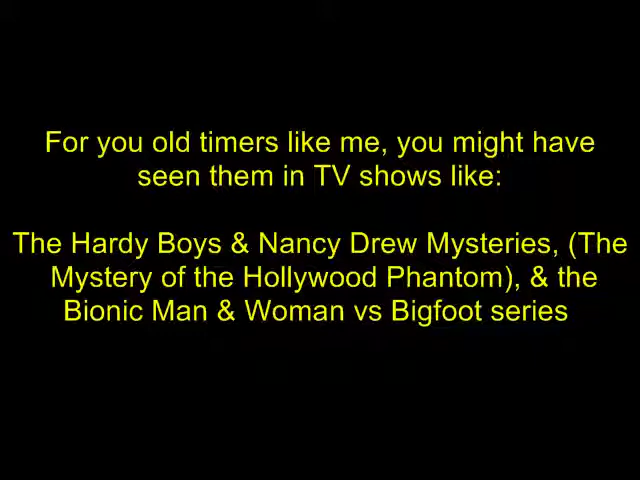 For you old timers like me, you might have
seen them in TV shows like:
The Hardy Boys & Nancy Drew Mysteries, (The
Mystery of the Hollywood Phantom), & the
Bionic Man & Woman vs Bigfoot series